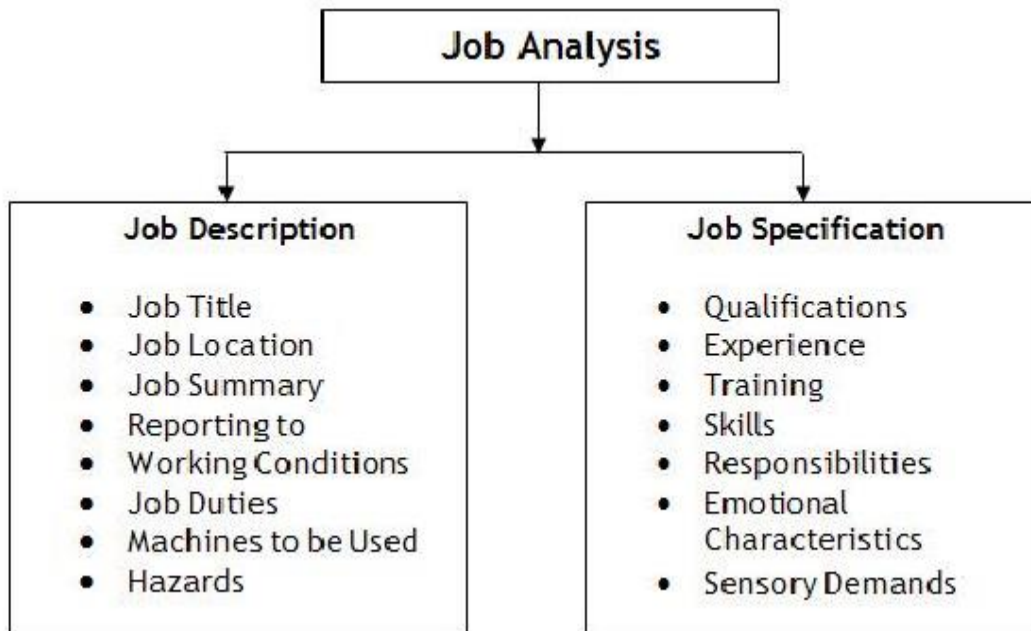 Job Analysis
Job Description
• Job Title
• Job Location
• Job Summary
• Reporting to
• Working Conditions
• Job Duties
• Machines to be Used
• Hazards
Job Specification
• Qualifications
• Experience
• Training
• Skills
• Responsibilities
• Emotional
Characteristics
• Sensory Demands